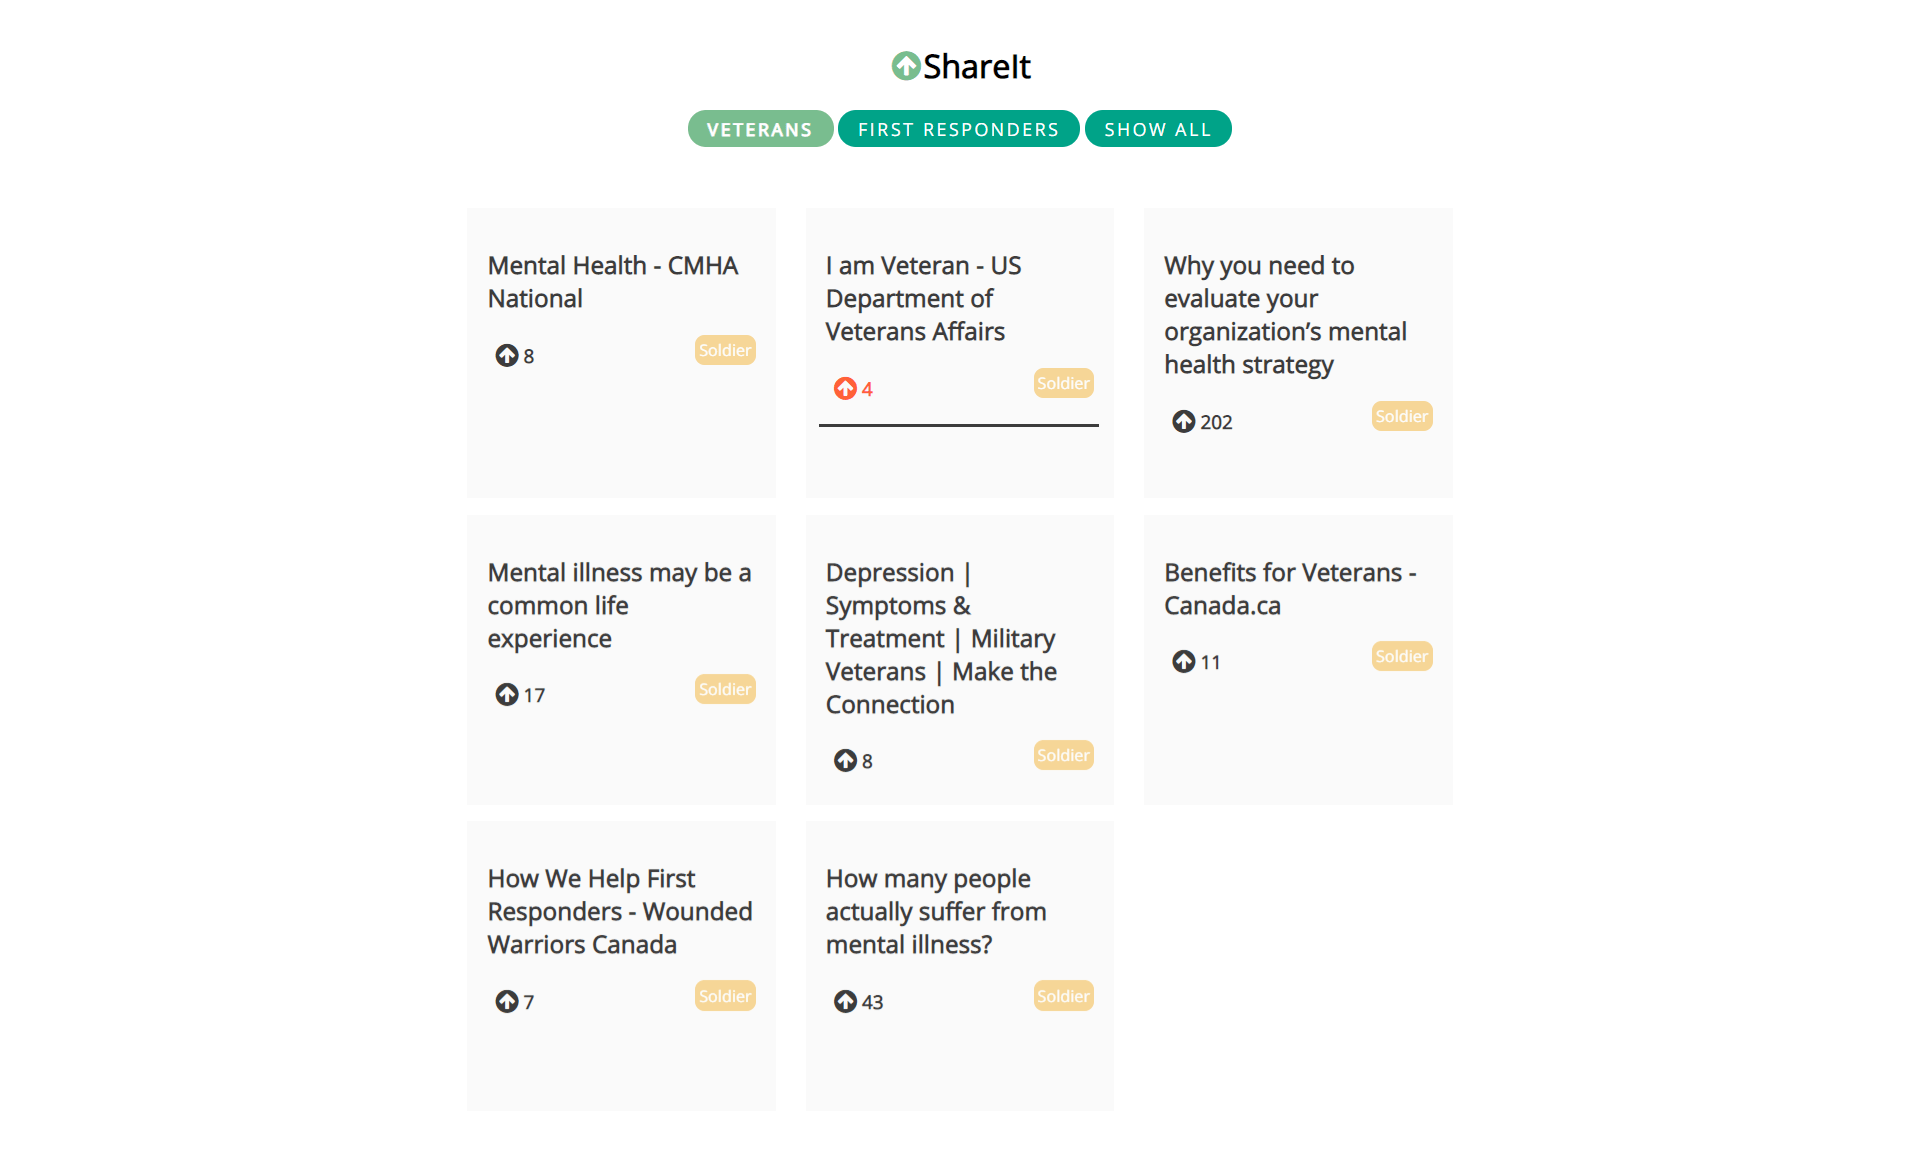 ShareIt
VETERANS
FIRST RESPONDERS
SHOW ALL
Mental Health - CMHA
National
8
Soldier
I am Veteran - US
Department of
Veterans Affairs
4
Soldier
Why you need to
evaluate your
organization’s mental
health strategy
202
Soldier
Mental illness may be a
common life
experience
17
Soldier
Depression |
Symptoms &
Treatment | Military
Veterans | Make the
Connection
8
Soldier
Benefits for Veterans -
Canada.ca
11
Soldier
How We Help First
Responders - Wounded
Warriors Canada
7
Soldier
How many people
actually suffer from
mental illness?
43
Soldier